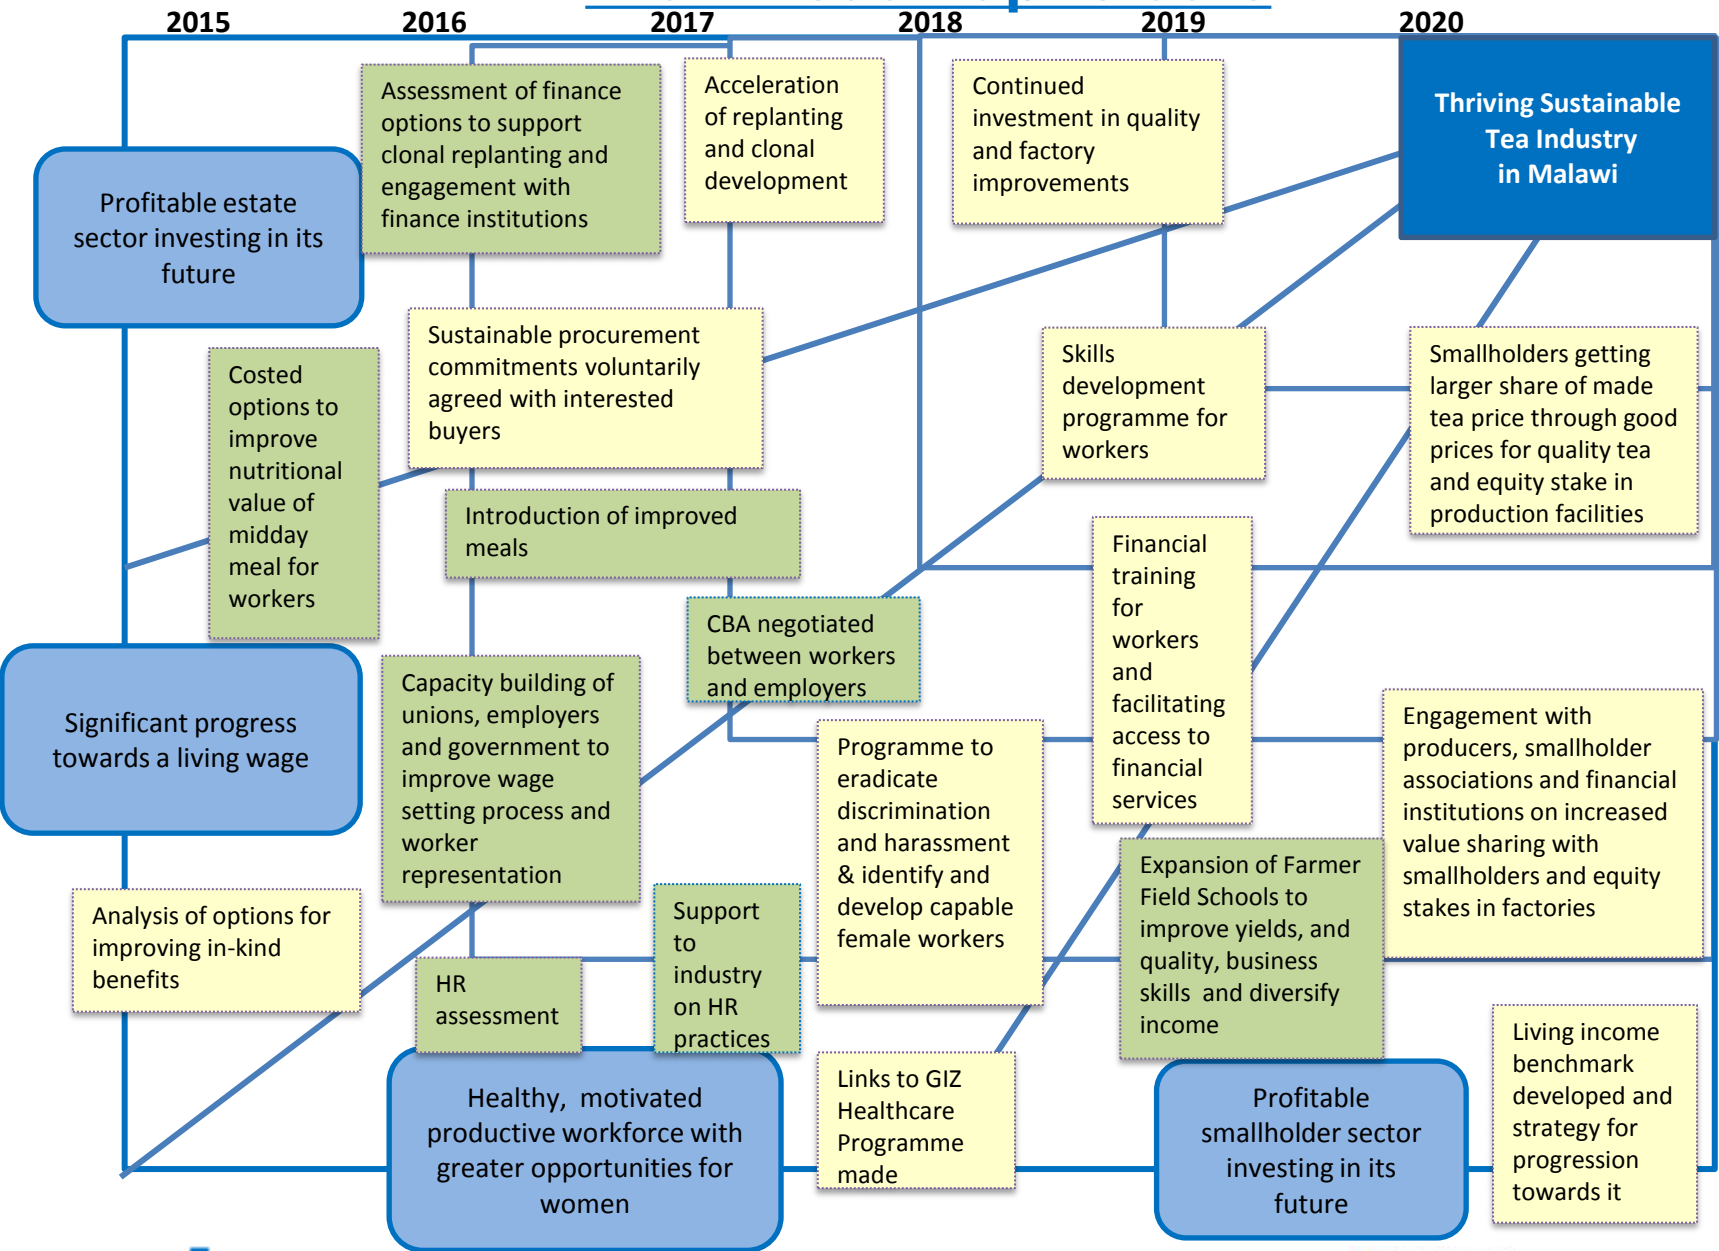 2015 2016 2017 2018 2019 2020
Assessment of finance
options to support
clonal replanting and
engagement with
finance institutions
Acceleration
of replanting
and clonal
development
Continued
investment in quality
and factory
improvements
Thriving Sustainable
Tea Industry
in Malawi
Profitable estate
sector investing in its
future
Sustainable procurement
commitments voluntarily
agreed with interested
buyers
Costed
options to
improve
nutritional
value of
midday
meal for
workers
Skills
development
programme for
workers
Smallholders getting
larger share of made
tea price through good
prices for quality tea
and equity stake in
production facilities
Introduction of improved
meals
Financial
training
for
workers
and
facilitating
access to
financial
services
CBA negotiated
between workers
and employers
Significant progress
towards a living wage
Capacity building of
unions, employers
and government to
improve wage
setting process and
worker
representation
Programme to
eradicate
discrimination
and harassment
& identify and
develop capable
female workers
Engagement with
producers, smallholder
associations and financial
institutions on increased
value sharing with
smallholders and equity
stakes in factories
Analysis of options for
improving in-kind
benefits
Support
to
industry
on HR
practices
Expansion of Farmer
Field Schools to
improve yields, and
quality, business
skills and diversify
income
HR
assessment
Healthy, motivated
productive workforce with
greater opportunities for
women
Links to GIZ
Healthcare
Programme
made
Profitable
smallholder sector
investing in its
future
Living income
benchmark
developed and
strategy for
progression
towards it